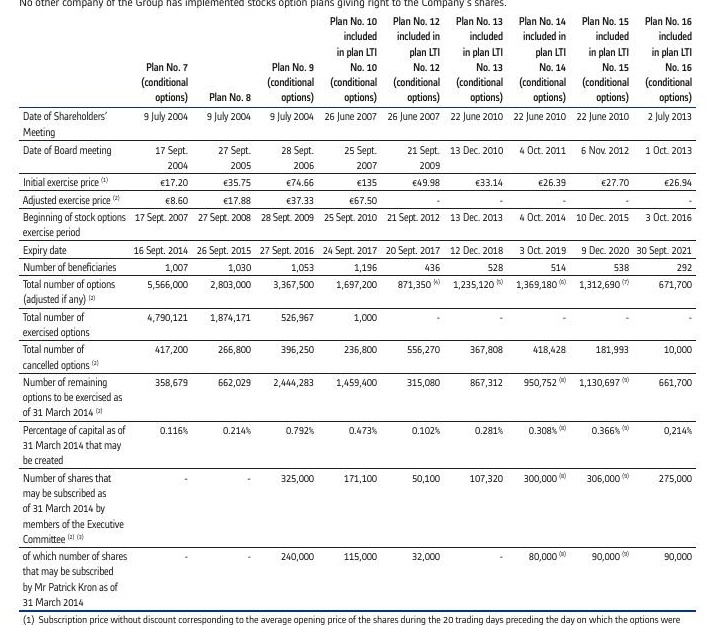 No other company of the Group has implemented stocks option plans giving right to the Company's shares.
Plan No. 10 Plan No. 12 Plan No. 13 Plan No. 14 Plan No. 15 Plan No. 16
included included in included included in included included
in plan LTI plan LTI in plan LTI plan LTI in plan LTI in plan LTI
Plan No. 7 Plan No. 9 No. 10 No. 12 No. 13 No. 14 No. 15 No. 16
(conditional (conditional (conditional (conditional (conditional (conditional (conditional (conditional
options) Plan No. 8 options) options) options) options) options) options) options)
Date of Shareholders' 9 July 2004 9 July 2004 9 July 2004 26 June 2007 26 June 2007 22 June 2010 22 June 2010 22 June 2010 2 July 2013
Meeting
Date of Board meeting 17 Sept. 27 Sept. 28 Sept. 25 Sept. 21 Sept. 13 Dec. 2010 4 Oct. 2011 6 Nov. 2012 1 Oct. 2013
2004 2005 2006 2007 2009
Initial exercise price (1) €17.20 €35.75 €74.66 €135 €49.98 €33.14 €26.39 €27.70 €26.94
Adjusted exercise price (2) €8.60 €17.88 €37.33 €67.50 - - - - -
Beginning of stock options 17 Sept. 2007 27 Sept. 2008 28 Sept. 2009 25 Sept. 2010 21 Sept. 2012 13 Dec. 2013 4 Oct. 2014 10 Dec. 2015 3 Oct. 2016
exercise period
Expiry date 16 Sept. 2014 26 Sept. 2015 27 Sept. 2016 24 Sept. 2017 20 Sept. 2017 12 Dec. 2018 3 Oct. 2019 9 Dec. 2020 30 Sept. 2021
Number of beneficiaries 1,007 1,030 1,053 1,196 436 528 514 538 292
Total number of options 5,566,000 2,803,000 3,367,500 1,697,200 871,350 (4) 1,235,120 (5) 1,369,180 (6) 1,312,690 (7) 671,700
(adjusted if any) (2)
Total number of 4,790,121 1,874,171 526,967 1,000 - - - - -
exercised options
Total number of 417,200 266,800 396,250 236,800 556,270 367,808 418,428 181,993 10,000
cancelled options (2)
Number of remaining 358,679 662,029 2,444,283 1,459,400 315,080 867,312 950,752 (8) 1,130,697 (9) 661,700
options to be exercised as
of 31 March 2014 (2)
Percentage of capital as of 0.116% 0.214% 0.792% 0.473% 0.102% 0.281% 0.308% (8) 0.366% (9) 0,214%
31 March 2014 that may
be created
Number of shares that - - 325,000 171,100 50,100 107,320 300,000 (8) 306,000 (9) 275,000
may be subscribed as
of 31 March 2014 by
members of the Executive
Committee (2) (3)
of which number of shares - - 240,000 115,000 32,000 - 80,000 (8) 90,000 (9) 90,000
that may be subscribed
by Mr Patrick Kron as of
31 March 2014
(1) Subscription price without discount corresponding to the average opening price of the shares during the 20 trading days preceding the day on which the options were